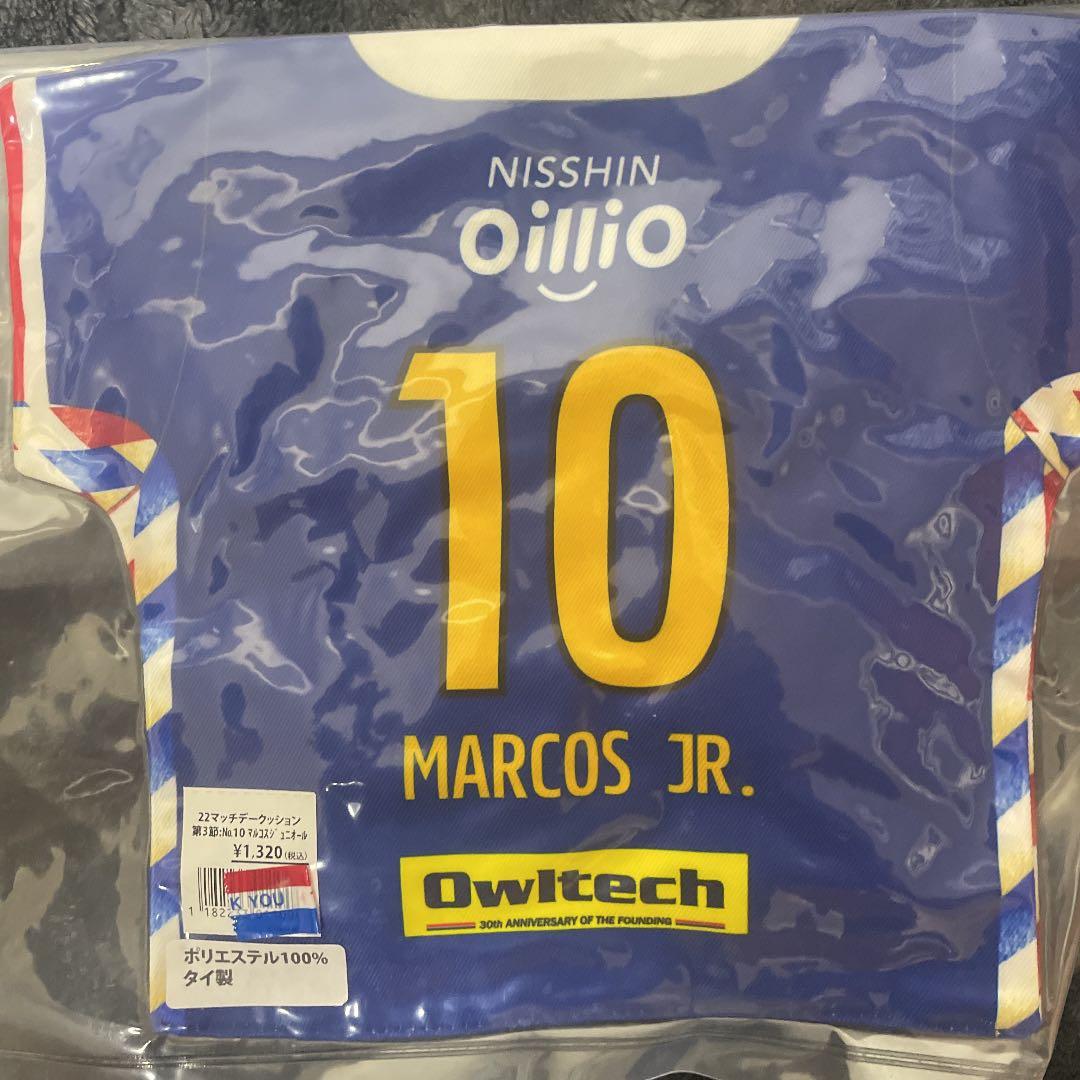 NISSHIN
OilliO
10
MARCOS JR.
Owltech
30th ANNIVERSARY OF THE FOUNDING
22マッチデークッション
第3節:No.10 マルコスジュニオール
¥1,320(税込)
K YOU
ポリエステル100%
タイ製